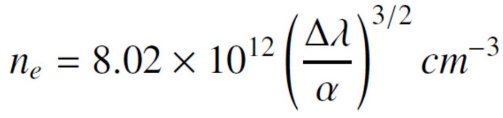 n_e = 8.02 × 10^{12} (Δλ/α)^{3/2} cm^{-3}